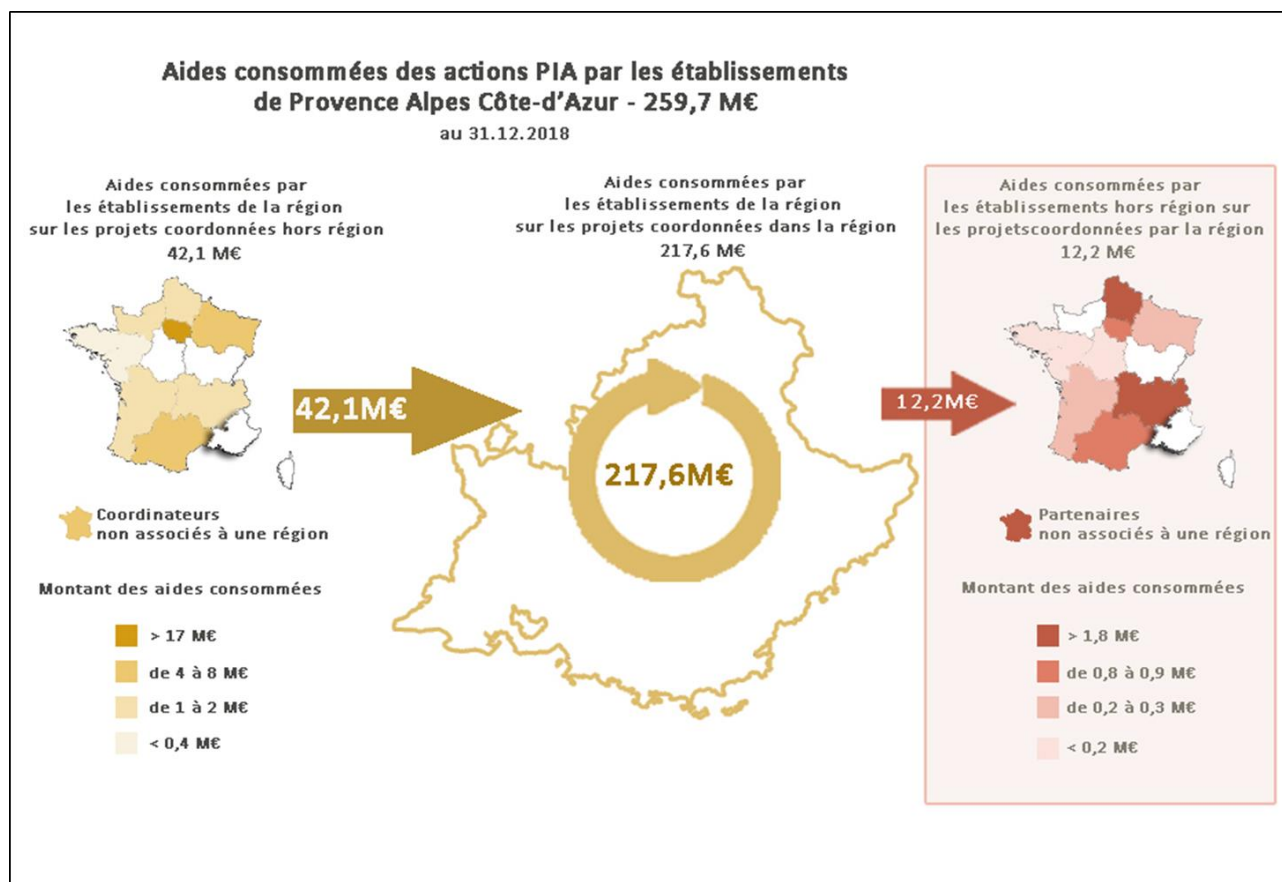 Aides consommées des actions PIA par les établissements
de Provence Alpes Côte-d'Azur - 259,7 M€
au 31.12.2018
Aides consommées par
les établissements de la région
sur les projets coordonnées hors région
42,1 M€
Aides consommées par
les établissements de la région
sur les projets coordonnées dans la région
217,6 M€
Aides consommées par
les établissements hors région sur
les projetscoordonnées par la région
12,2 M€
42,1M€
217,6M€
12,2M€
Coordinateurs
non associés à une région
Partenaires
non associés à une région
Montant des aides consommées
> 17 M€
de 4 à 8 M€
de 1 à 2 M€
< 0,4 M€
Montant des aides consommées
> 1,8 M€
de 0,8 à 0,9 M€
de 0,2 à 0,3 M€
< 0,2 M€